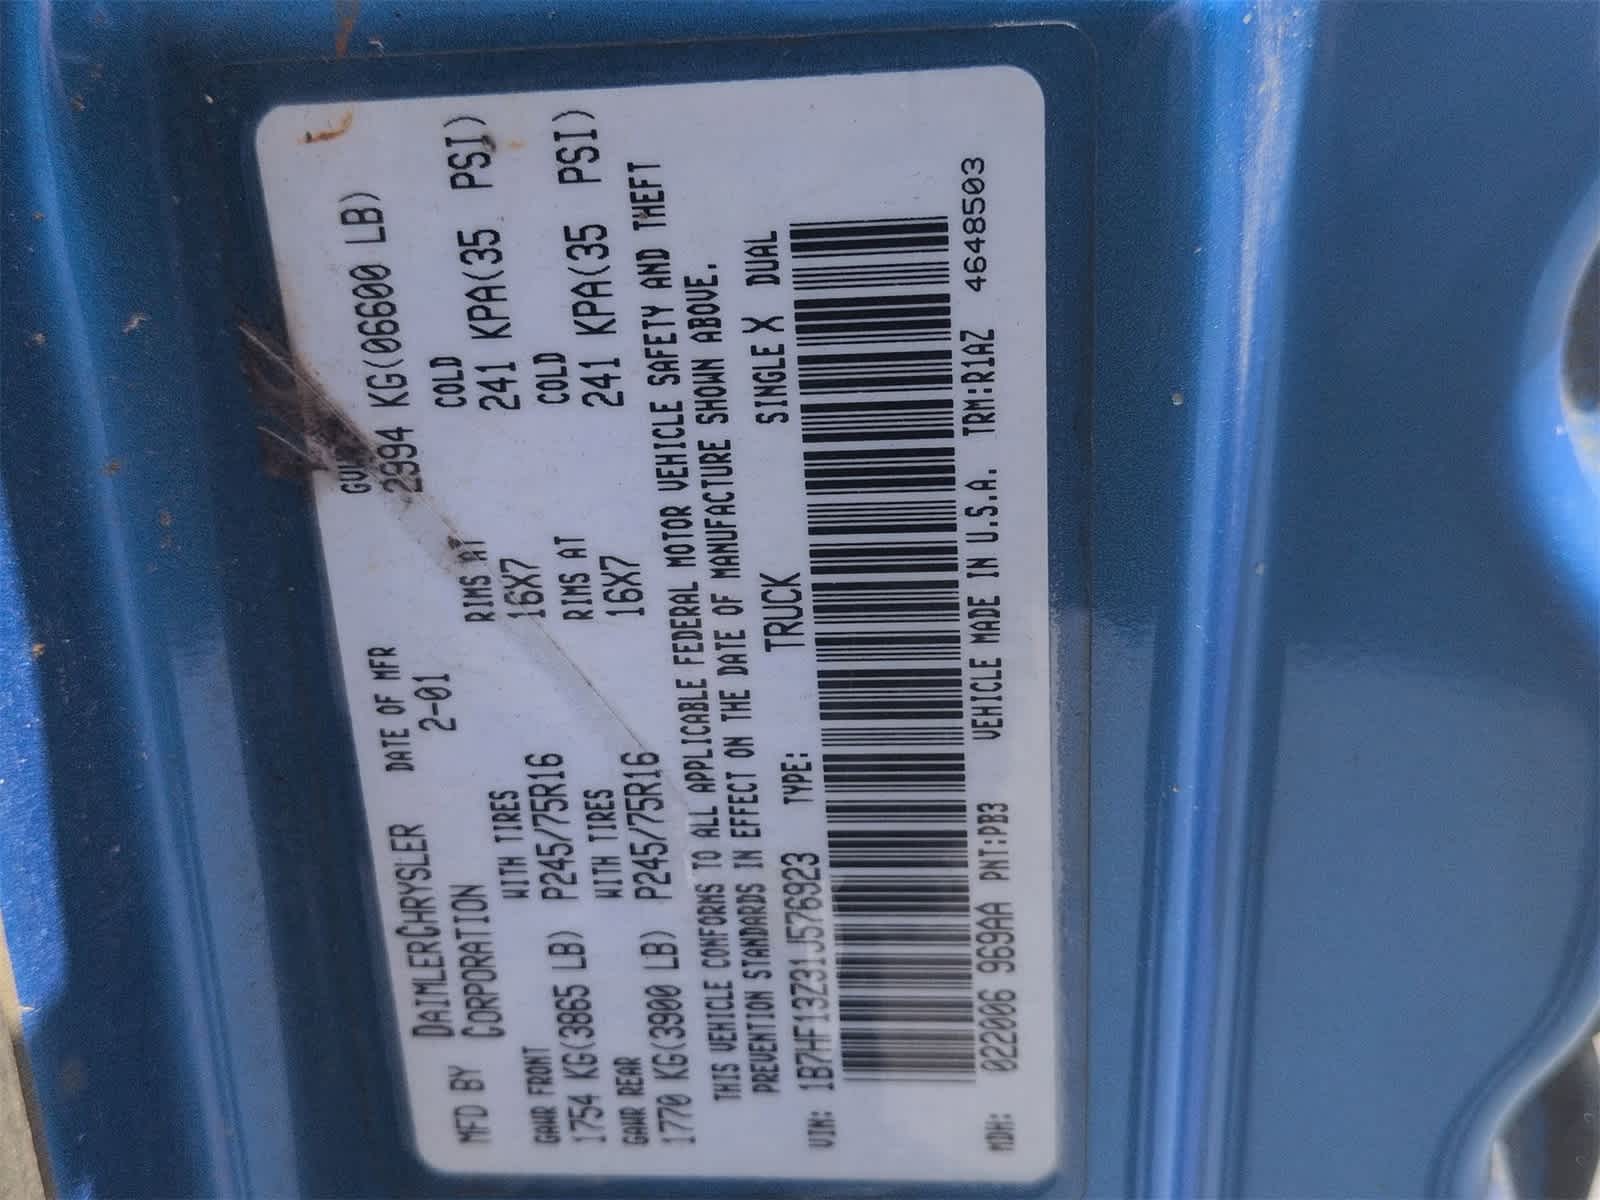 MFD BY DAIMLERCHRYSLER CORPORATION
DATE OF MFR 2-01
2994 KG(06600 LB)
GAWR FRONT WITH TIRES RIMS AT COLD
1754 KG(3865 LB) P245/75R16 16X7 241 KPA(35 PSI)
GAWR REAR WITH TIRES RIMS AT COLD
1770 KG(3900 LB) P245/75R16 16X7 241 KPA(35 PSI)
THIS VEHICLE CONFORMS TO ALL APPLICABLE FEDERAL MOTOR VEHICLE SAFETY AND THEFT
PREVENTION STANDARDS IN EFFECT ON THE DATE OF MANUFACTURE SHOWN ABOVE.
VIN: 1B7HF13Z31J576923 TYPE: TRUCK SINGLE X DUAL
MDH: 022006 969AA PNT:PB3 VEHICLE MADE IN U.S.A. TRM:R1AZ 4648503